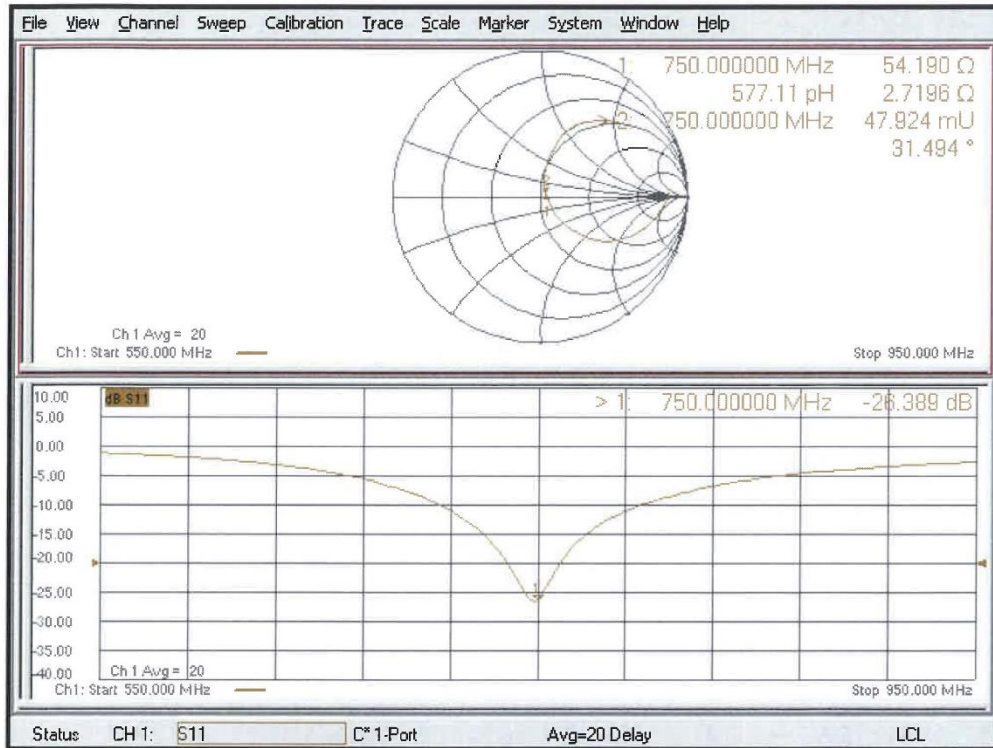 File View Channel Sweep Calibration Trace Scale Marker System Window Help
1: 750.000000 MHz 54.190 Ω
577.11 pH 2.7196 Ω
> 2: 750.000000 MHz 47.924 mU
31.494 °
Ch 1 Avg = 20
Ch1: Start 550.000 MHz
Stop 950.000 MHz
10.00
dB S11
> 1: 750.000000 MHz -26.389 dB
5.00
0.00
-5.00
-10.00
-15.00
-20.00
-25.00
1
-30.00
-35.00
-40.00
Ch 1 Avg = 20
Ch1: Start 550.000 MHz
Stop 950.000 MHz
Status CH 1: S11 C* 1-Port Avg=20 Delay LCL